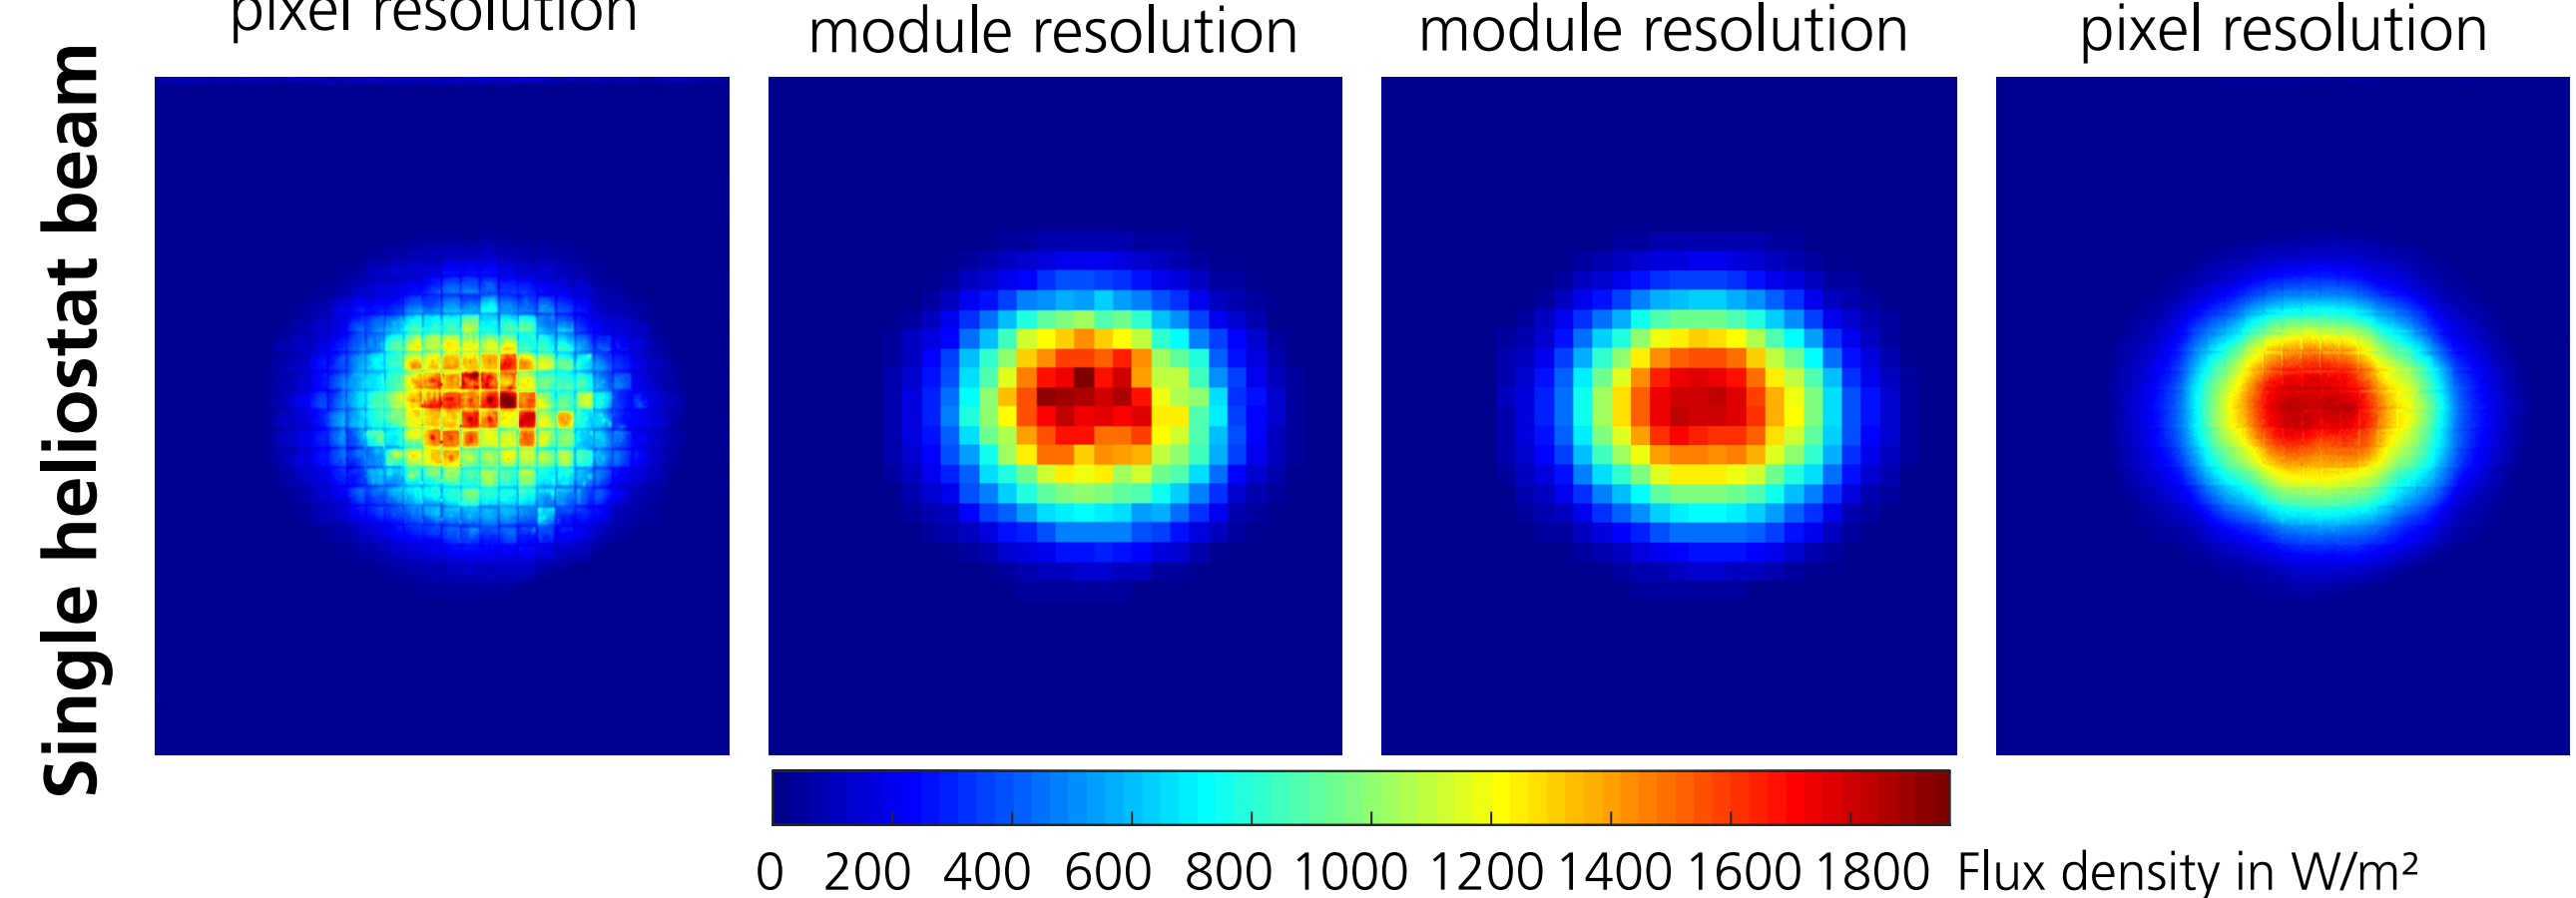 pixel resolution
module resolution
module resolution
pixel resolution
Single heliostat beam
0 200 400 600 800 1000 1200 1400 1600 1800 Flux density in W/m²